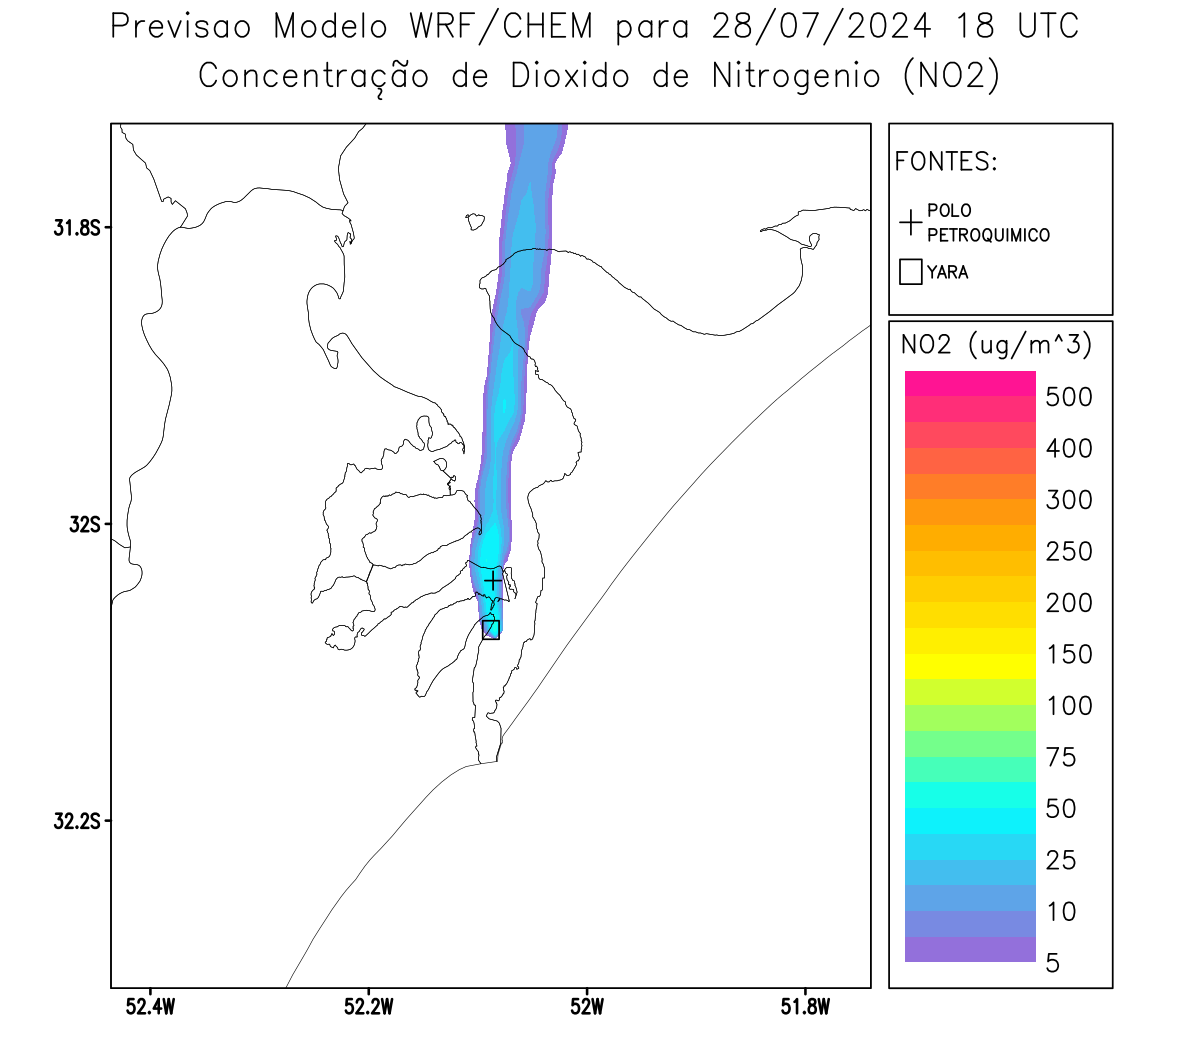 Previsao Modelo WRF/CHEM para 28/07/2024 18 UTC
Concentração de Dioxido de Nitrogenio (NO2)
FONTES:
POLO
PETROQUIMICO
YARA
NO2 (ug/m^3)
500
400
300
250
200
150
100
75
50
25
10
5
31.8S
32S
32.2S
52.4W
52.2W
52W
51.8W